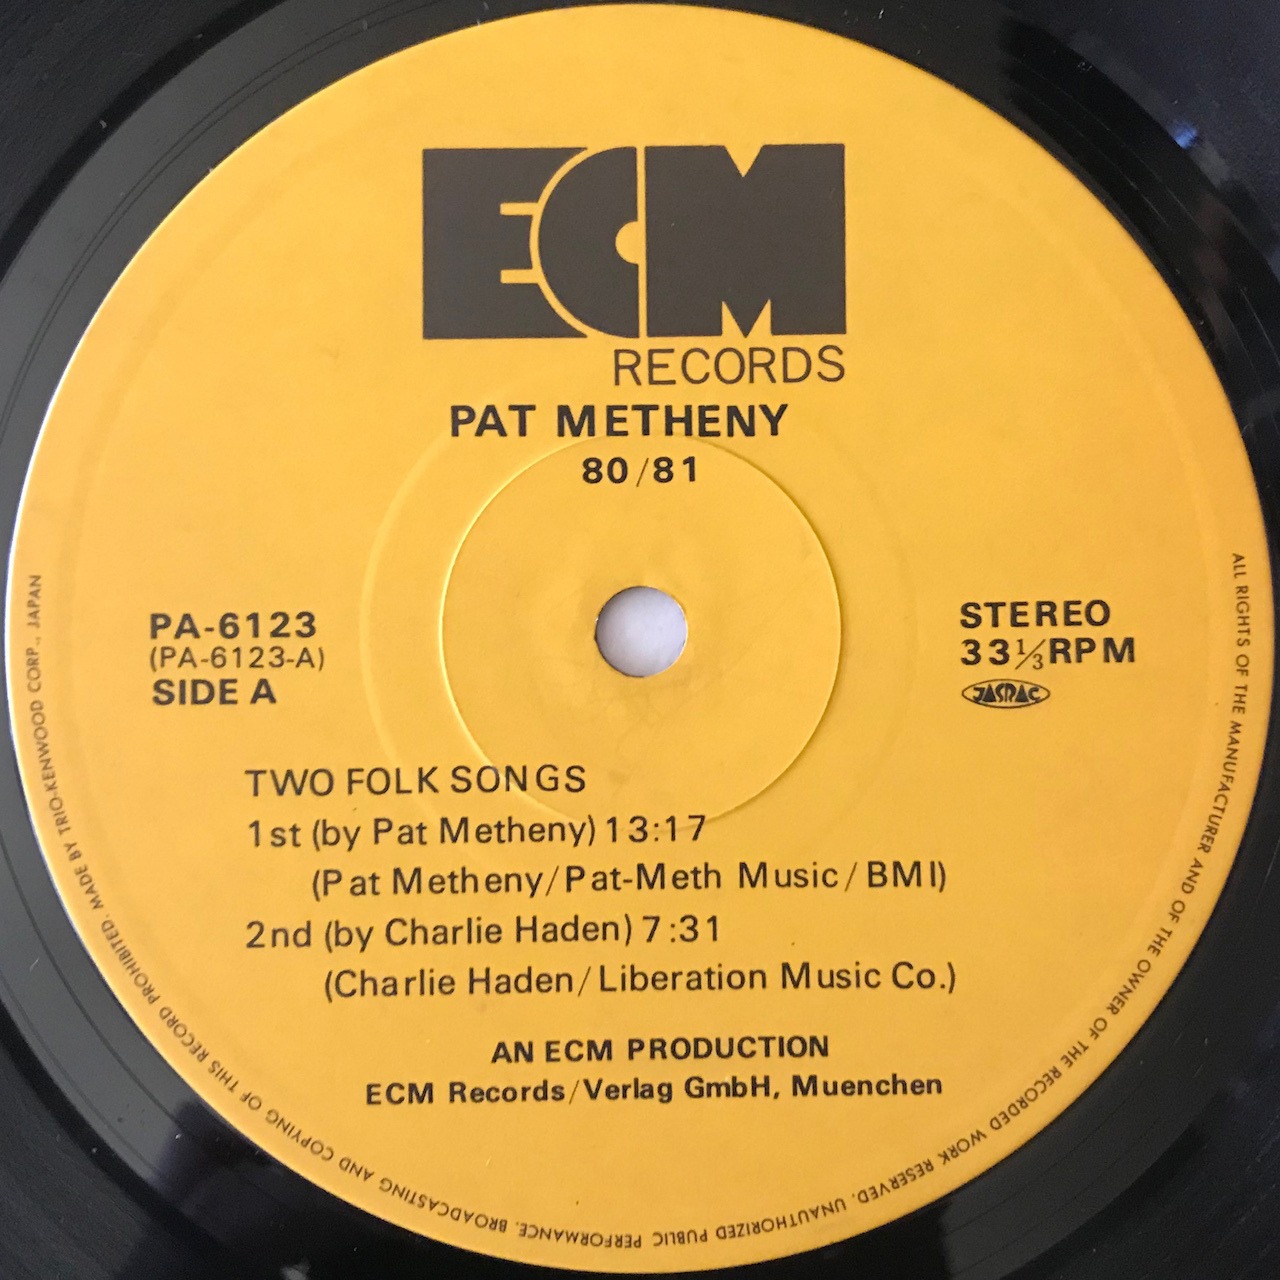 ECM
RECORDS
PAT METHENY
80/81
PA-6123
(PA-6123-A)
SIDE A
STEREO
33 1/3 RPM
JASRAC
TWO FOLK SONGS
1st (by Pat Metheny) 13:17
(Pat Metheny/Pat-Meth Music/BMI)
2nd (by Charlie Haden) 7:31
(Charlie Haden/Liberation Music Co.)
AN ECM PRODUCTION
ECM Records/Verlag GmbH, Muenchen
ALL RIGHTS OF THE MANUFACTURER AND OF THE OWNER OF THE RECORDED WORK RESERVED. UNAUTHORIZED PUBLIC PERFORMANCE. BROADCASTING AND COPYING OF THIS RECORD PROHIBITED. MADE BY TRIO-KENWOOD CORP., JAPAN